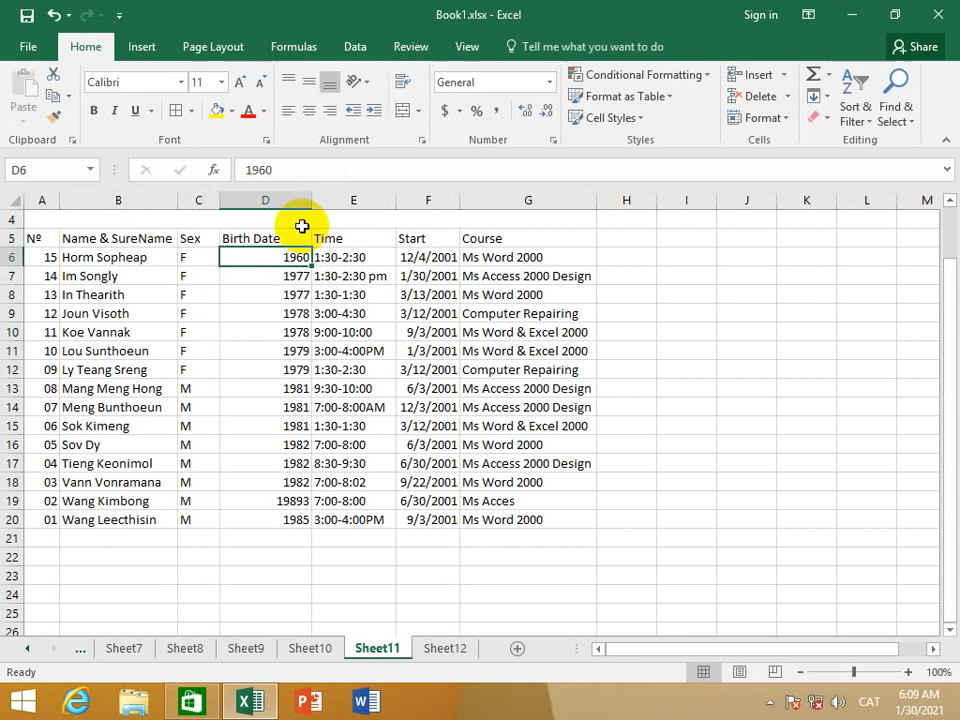 Book1.xlsx - Excel
Sign in
File Home Insert Page Layout Formulas Data Review View Tell me what you want to do Share
Paste
Calibri 11
B I U
A A
General
$ % ,
Conditional Formatting
Format as Table
Cell Styles
Insert
Delete
Format
Sort & Filter
Find & Select
Clipboard Font Alignment Number Styles Cells Editing
D6 fx 1960
A B C D E F G H I J K L M
4
5 Nº Name & SureName Sex Birth Date Time Start Course
6 15 Horm Sopheap F 1960 1:30-2:30 12/4/2001 Ms Word 2000
7 14 Im Songly F 1977 1:30-2:30 pm 1/30/2001 Ms Access 2000 Design
8 13 In Thearith F 1977 1:30-1:30 3/13/2001 Ms Word 2000
9 12 Joun Visoth F 1978 3:00-4:30 3/12/2001 Computer Repairing
10 11 Koe Vannak F 1978 9:00-10:00 9/3/2001 Ms Word & Excel 2000
11 10 Lou Sunthoeun F 1979 3:00-4:00PM 1/3/2001 Ms Word & Excel 2000
12 09 Ly Teang Sreng F 1979 1:30-2:30 3/12/2001 Computer Repairing
13 08 Mang Meng Hong M 1981 9:30-10:00 6/3/2001 Ms Access 2000 Design
14 07 Meng Bunthoeun M 1981 7:00-8:00AM 12/3/2001 Ms Access 2000 Design
15 06 Sok Kimeng M 1981 1:30-1:30 3/12/2001 Ms Word & Excel 2000
16 05 Sov Dy M 1982 7:00-8:00 6/3/2001 Ms Word 2000
17 04 Tieng Keonimol M 1982 8:30-9:30 6/30/2001 Ms Access 2000 Design
18 03 Vann Vonramana M 1982 7:00-8:02 9/22/2001 Ms Word 2000
19 02 Wang Kimbong M 19893 7:00-8:00 6/30/2001 Ms Acces
20 01 Wang Leecthisin M 1985 3:00-4:00PM 9/3/2001 Ms Word 2000
21
22
23
24
25
26
... Sheet7 Sheet8 Sheet9 Sheet10 Sheet11 Sheet12
Ready 100%
CAT
6:09 AM
1/30/2021